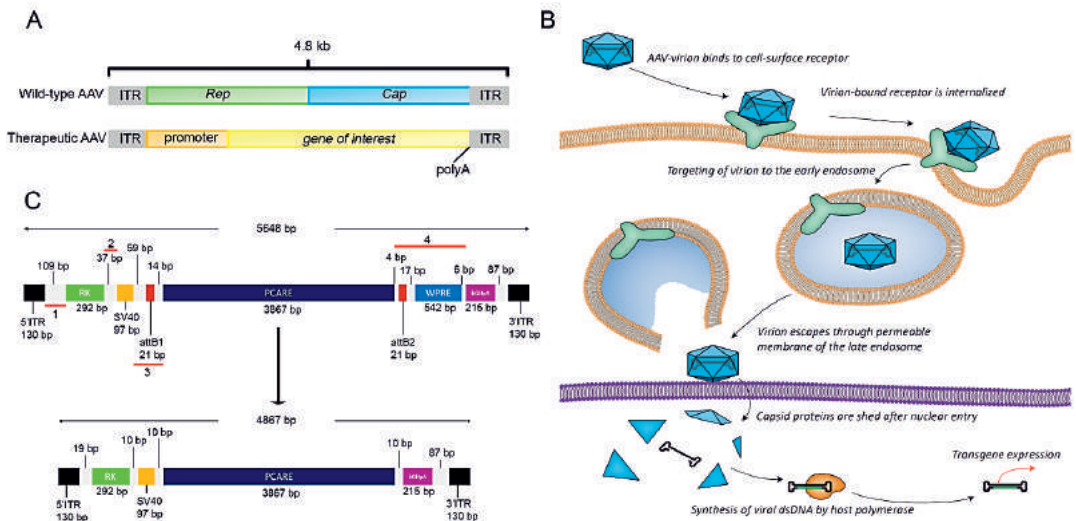 A
4.8 kb
Wild-type AAV
ITR
Rep
Cap
ITR
Therapeutic AAV
ITR
promoter
gene of interest
ITR
polyA
C
5648 bp
2
4
109 bp
37 bp
59 bp
14 bp
4 bp
17 bp
6 bp
87 bp
RK
PCARE
WPRE
1
292 bp
3867 bp
542 bp
215 bp
5'ITR
130 bp
SV40
97 bp
attB1
21 bp
3
attB2
21 bp
3'ITR
130 bp
4867 bp
19 bp
10 bp
10 bp
10 bp
87 bp
RK
PCARE
292 bp
3867 bp
215 bp
5'ITR
130 bp
SV40
97 bp
3'ITR
130 bp
B
AAV-virion binds to cell-surface receptor
Virion-bound receptor is internalized
Targeting of virion to the early endosome
Virion escapes through permeable
membrane of the late endosome
Capsid proteins are shed after nuclear entry
Transgene expression
Synthesis of viral dsDNA by host polymerase